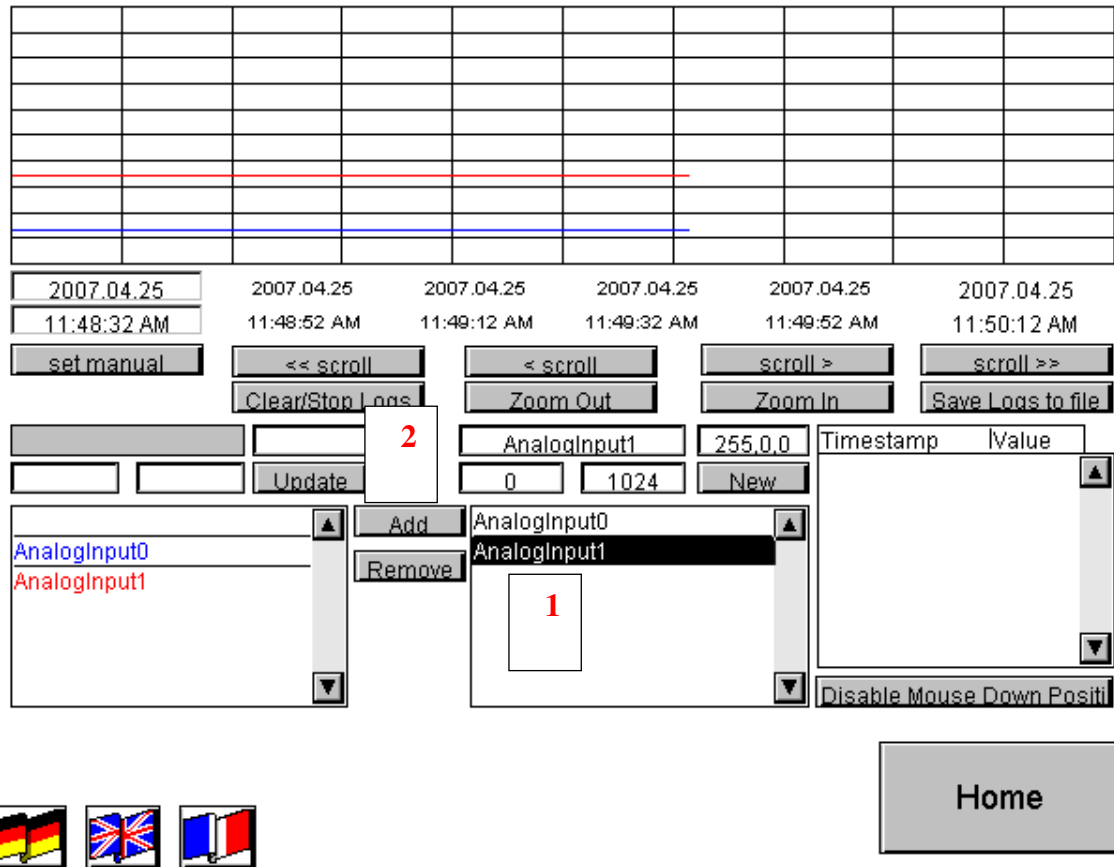 2007.04.25 2007.04.25 2007.04.25 2007.04.25 2007.04.25 2007.04.25
11:48:32 AM 11:48:52 AM 11:49:12 AM 11:49:32 AM 11:49:52 AM 11:50:12 AM
set manual << scroll < scroll scroll > scroll >>
Clear/Stop Logs Zoom Out Zoom In Save Logs to file
2 AnalogInput1 255,0,0 Timestamp Value
Update 0 1024 New
Add AnalogInput0
AnalogInput0 AnalogInput1
Remove
AnalogInput1
1
Disable Mouse Down Positi
Home